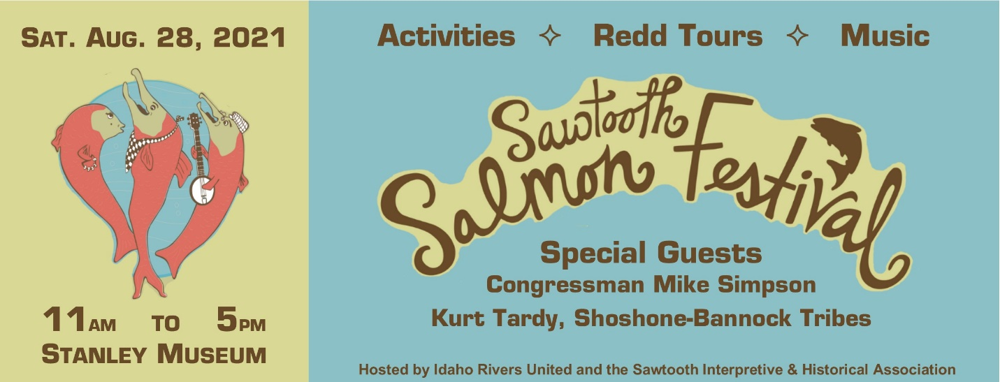 SAT. AUG. 28, 2021
11AM TO 5PM
STANLEY MUSEUM
Activities ✧ Redd Tours ✧ Music
Sawtooth
Salmon Festival
Special Guests
Congressman Mike Simpson
Kurt Tardy, Shoshone-Bannock Tribes
Hosted by Idaho Rivers United and the Sawtooth Interpretive & Historical Association